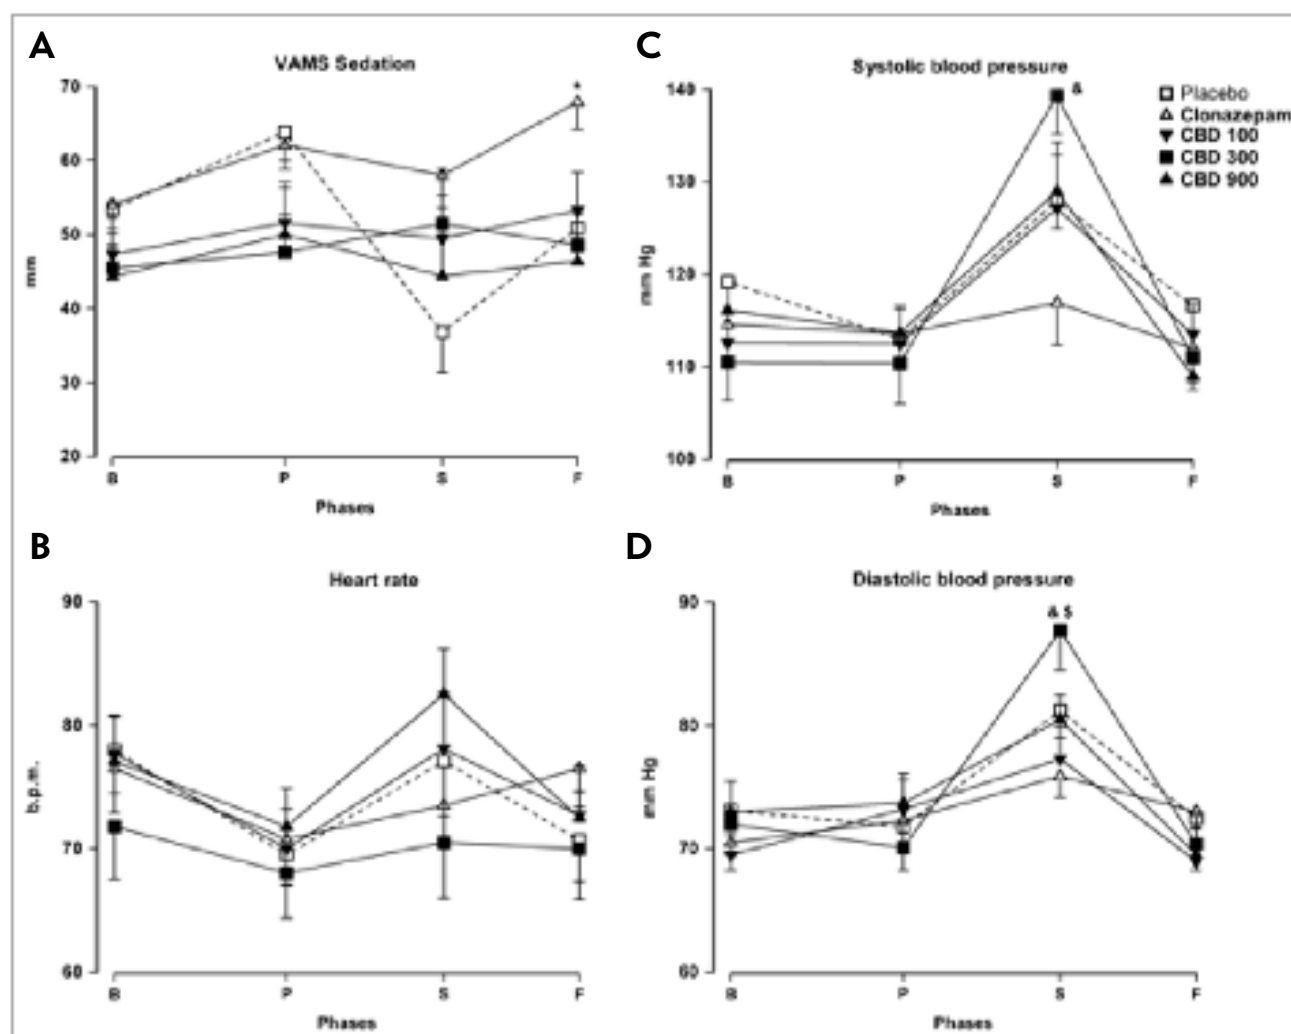 A
VAMS Sedation
70
60
50
40
30
20
mm
*
B P S F
Phases
C
Systolic blood pressure
140
130
120
110
100
mm Hg
&
Placebo
Clonazepam
CBD 100
CBD 300
CBD 900
B P S F
Phases
B
Heart rate
90
80
70
60
b.p.m.
B P S F
Phases
D
Diastolic blood pressure
90
80
70
60
mm Hg
& $
B P S F
Phases